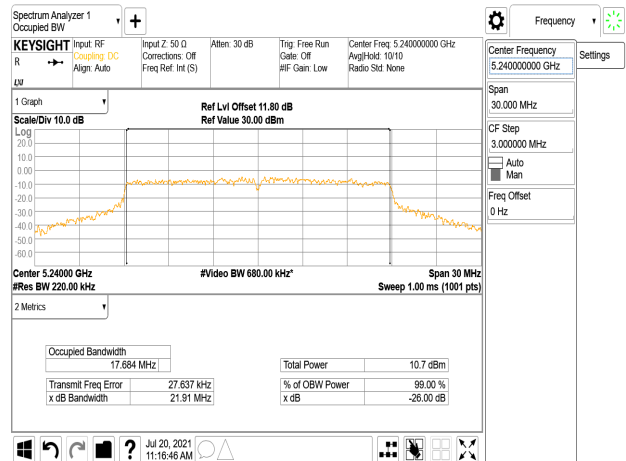 Spectrum Analyzer 1
Occupied BW
Frequency
KEYSIGHT
R
Input: RF
Coupling: DC
Align: Auto
Input Z: 50 Ω
Corrections: Off
Freq Ref: Int (S)
Atten: 30 dB
Trig: Free Run
Gate: Off
#IF Gain: Low
Center Freq: 5.240000000 GHz
Avg|Hold: 10/10
Radio Std: None
Center Frequency
5.240000000 GHz
Settings
Span
30.000 MHz
CF Step
3.000000 MHz
Auto
Man
Freq Offset
0 Hz
1 Graph
Scale/Div 10.0 dB
Ref Lvl Offset 11.80 dB
Ref Value 30.00 dBm
Log
20.0
10.0
0.00
-10.0
-20.0
-30.0
-40.0
-50.0
-60.0
Center 5.24000 GHz
#Video BW 680.00 kHz*
Span 30 MHz
#Res BW 220.00 kHz
Sweep 1.00 ms (1001 pts)
2 Metrics
Occupied Bandwidth
17.684 MHz
Total Power 10.7 dBm
Transmit Freq Error 27.637 kHz
% of OBW Power 99.00 %
x dB Bandwidth 21.91 MHz
x dB -26.00 dB
?
Jul 20, 2021
11:16:46 AM